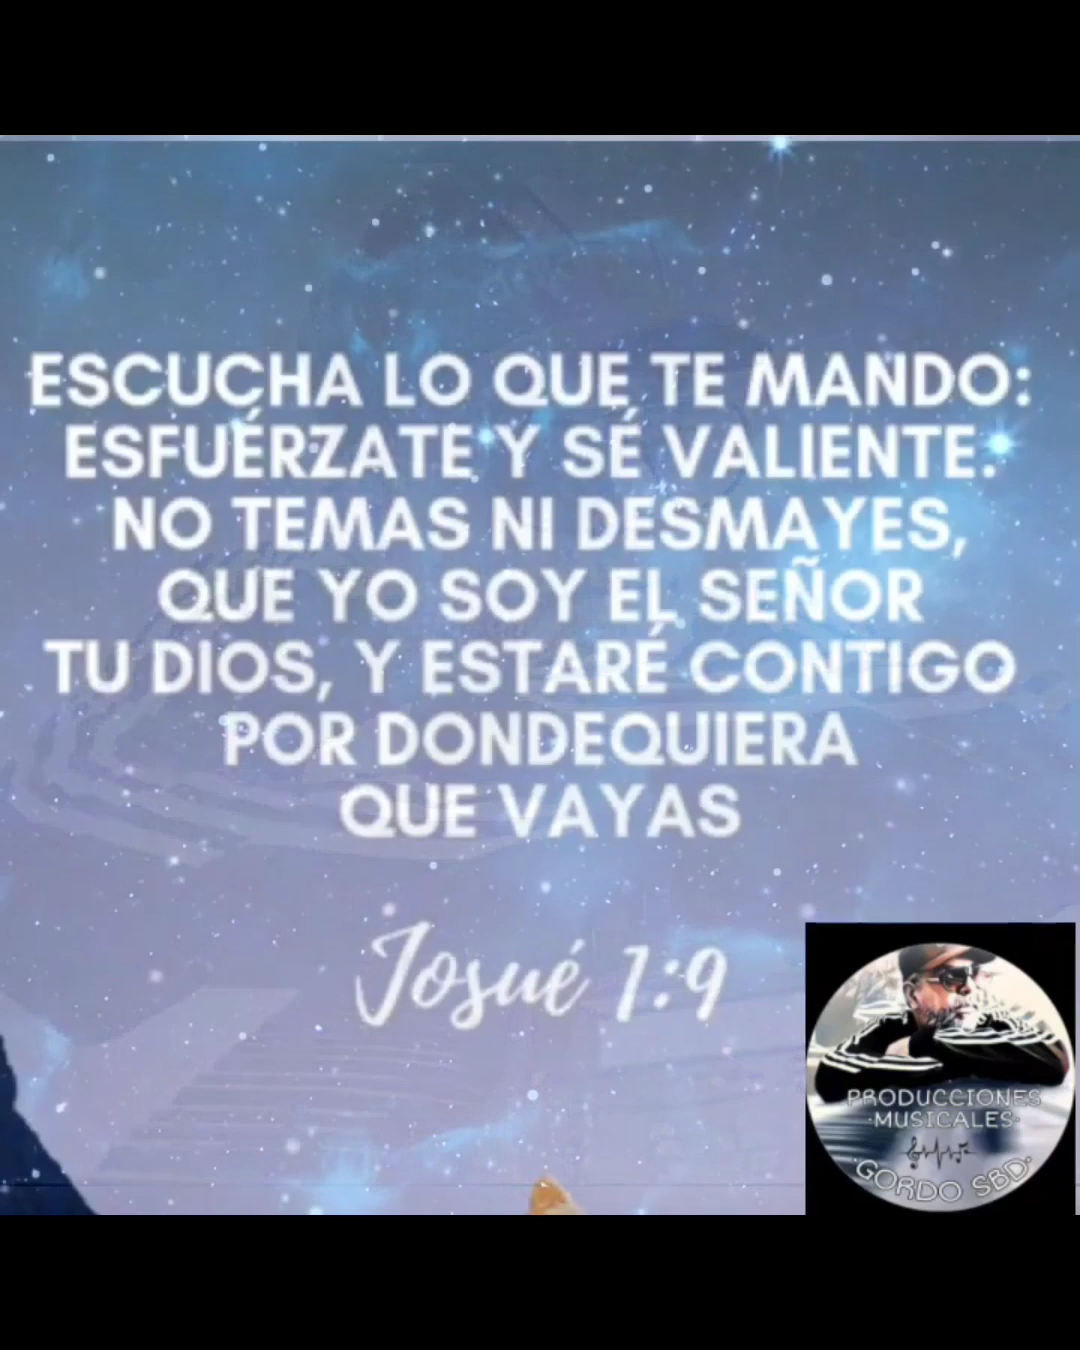 ESCUCHA LO QUE TE MANDO:
ESFUÉRZATE Y SÉ VALIENTE.
NO TEMAS NI DESMAYES,
QUE YO SOY EL SEÑOR
TU DIOS, Y ESTARÉ CONTIGO
POR DONDEQUIERA
QUE VAYAS
Josué 1:9
PRODUCCIONES
·MUSICALES·
·GORDO SBD·